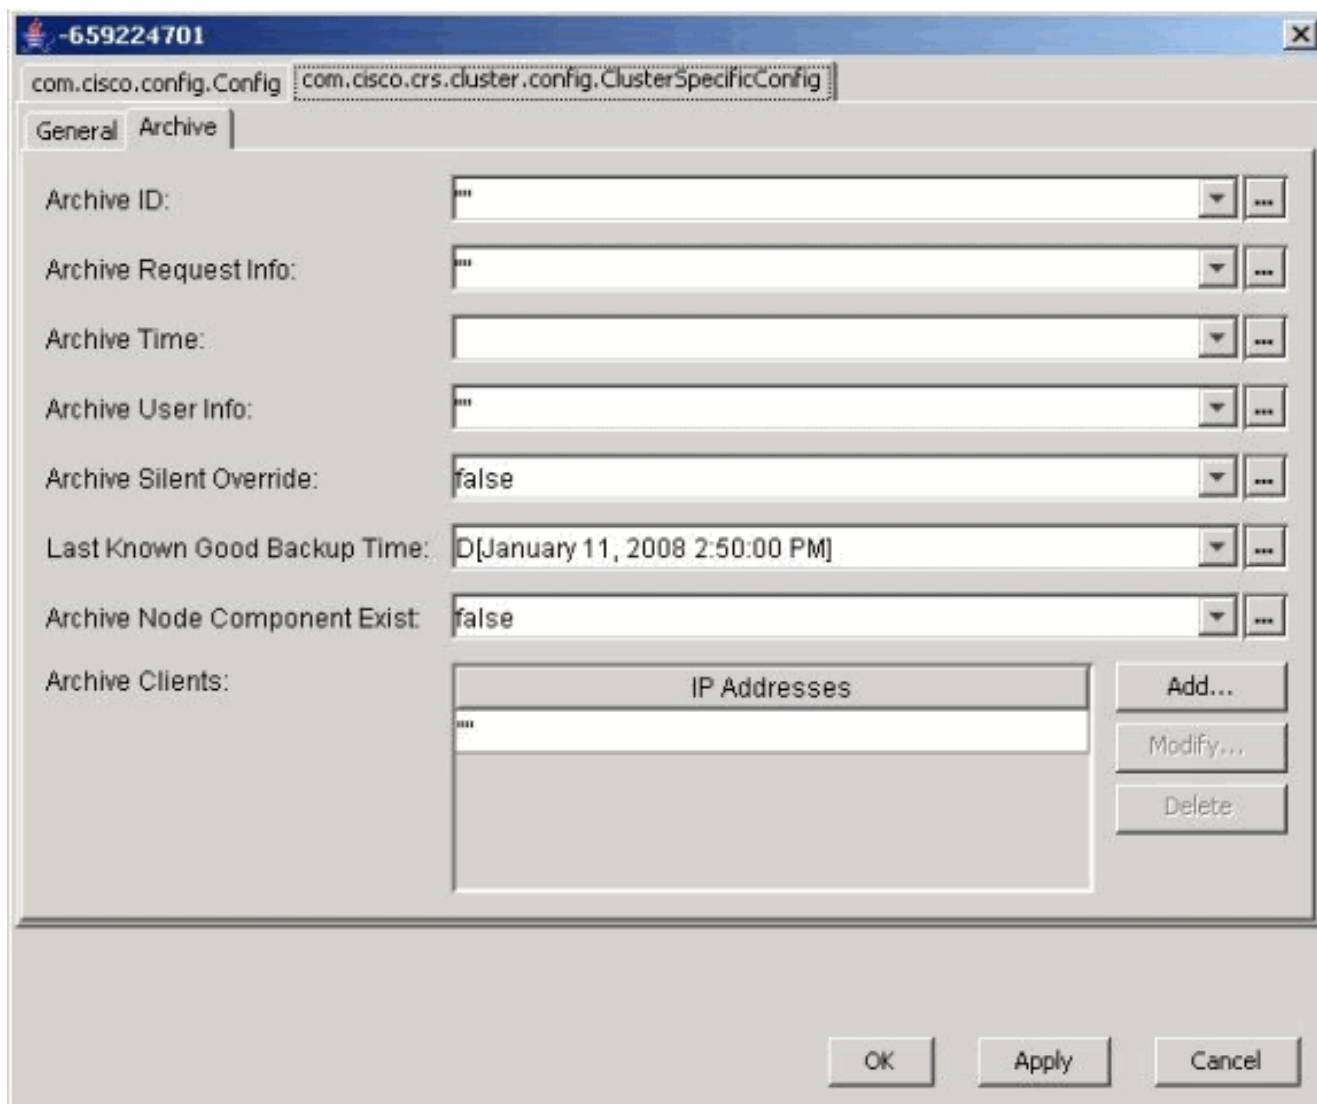 -659224701
com.cisco.config.Config com.cisco.crs.cluster.config.ClusterSpecificConfig
General Archive
Archive ID: "" ...
Archive Request Info: "" ...
Archive Time: ...
Archive User Info: "" ...
Archive Silent Override: false ...
Last Known Good Backup Time: D[January 11, 2008 2:50:00 PM] ...
Archive Node Component Exist: false ...
Archive Clients: IP Addresses Add...
"" Modify...
Delete
OK Apply Cancel